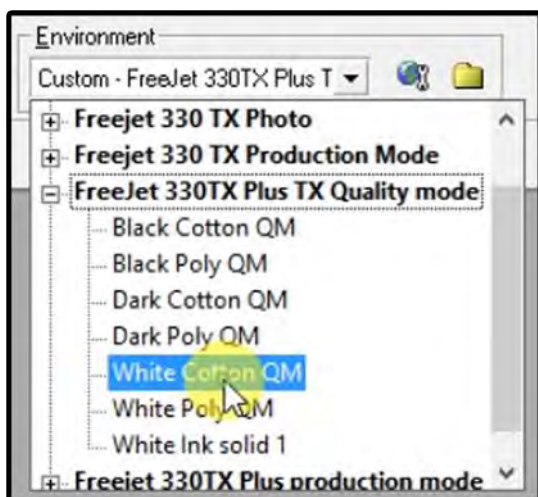 Environment
Custom - FreeJet 330TX Plus T
Freejet 330 TX Photo
Freejet 330 TX Production Mode
FreeJet 330TX Plus TX Quality mode
Black Cotton QM
Black Poly QM
Dark Cotton QM
Dark Poly QM
White Cotton QM
White Poly QM
White Ink solid 1
Freejet 330TX Plus production mode